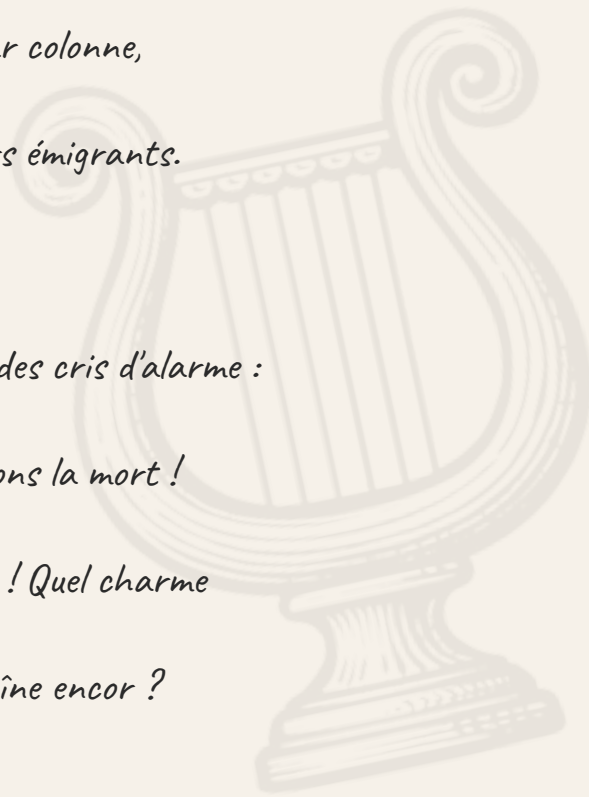 r colonne,
s émigrants.
des cris d'alarme :
ons la mort !
! Quel charme
îne encor ?